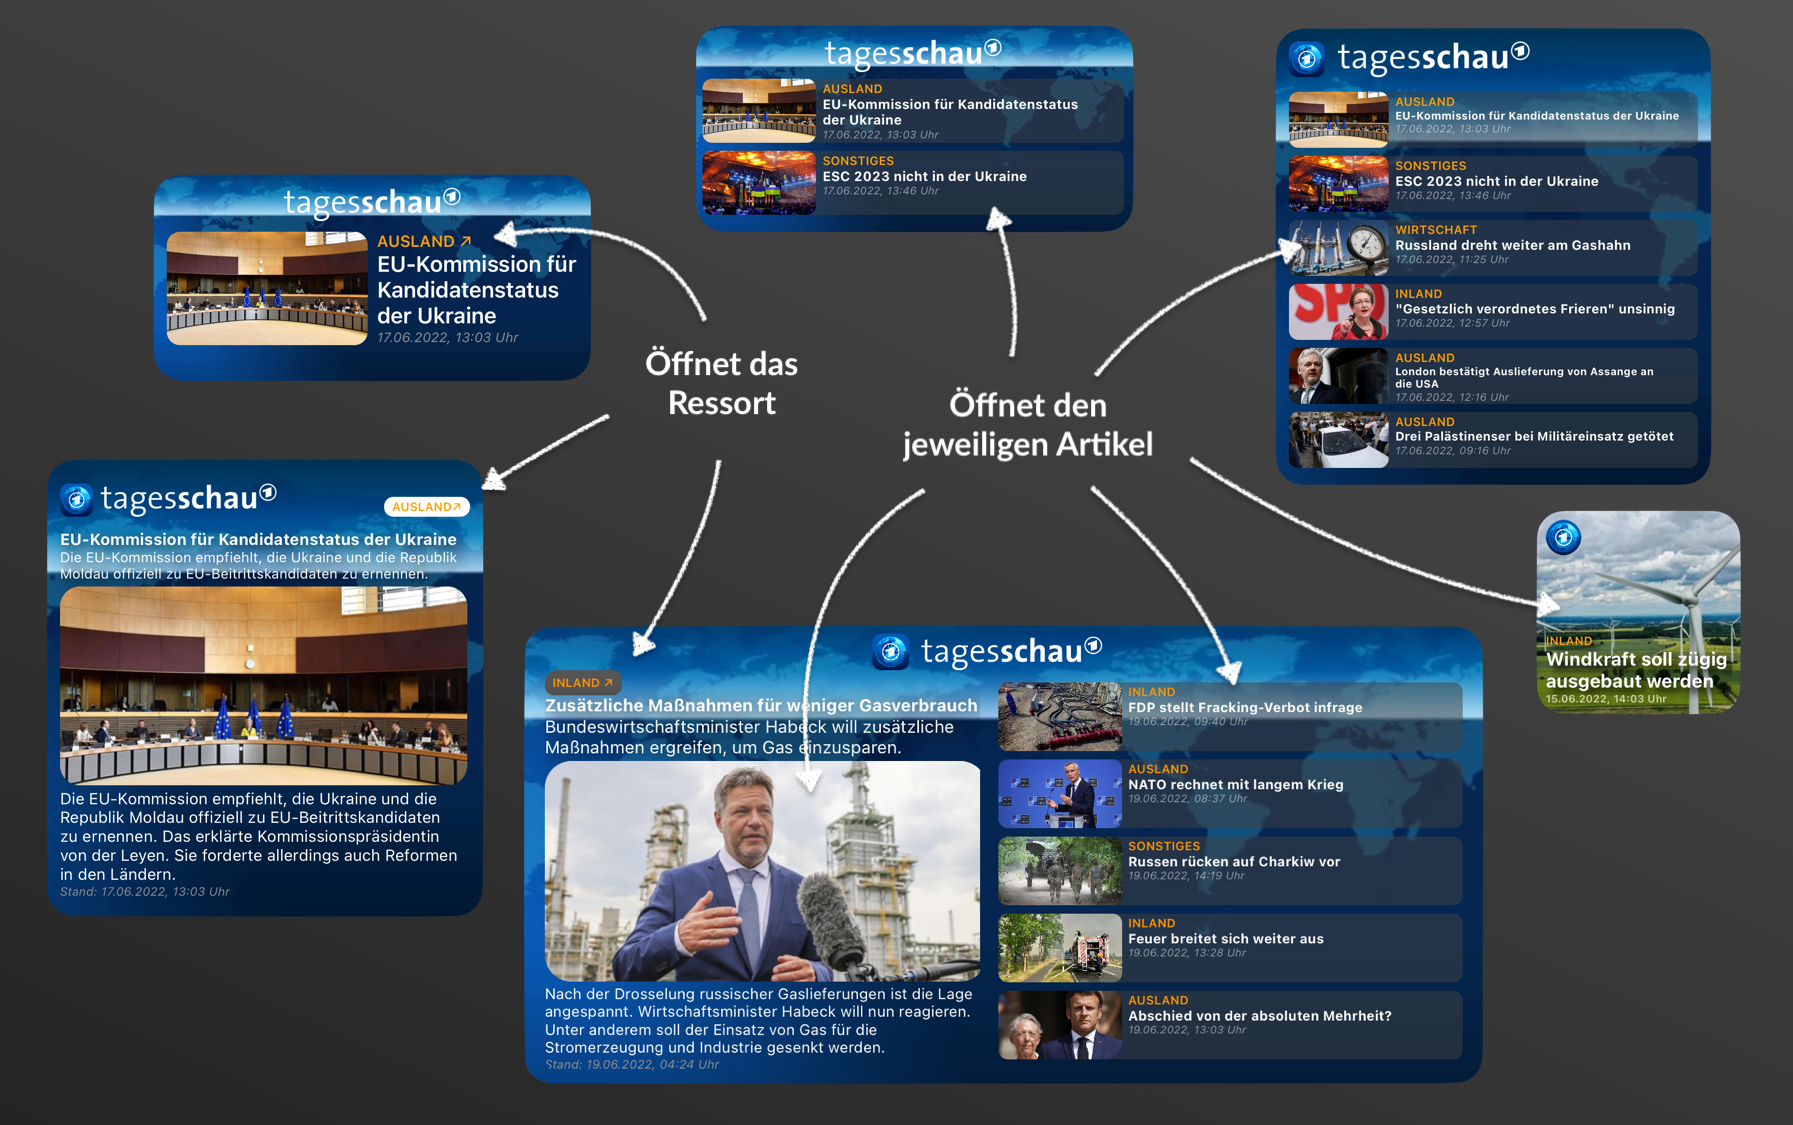 tagesschau
AUSLAND ↗
EU-Kommission für
Kandidatenstatus
der Ukraine
17.06.2022, 13:03 Uhr
tagesschau
AUSLAND
EU-Kommission für Kandidatenstatus
der Ukraine
17.06.2022, 13:03 Uhr
SONSTIGES
ESC 2023 nicht in der Ukraine
17.06.2022, 13:46 Uhr
tagesschau
AUSLAND
EU-Kommission für Kandidatenstatus der Ukraine
17.06.2022, 13:03 Uhr
SONSTIGES
ESC 2023 nicht in der Ukraine
17.06.2022, 13:46 Uhr
WIRTSCHAFT
Russland dreht weiter am Gashahn
17.06.2022, 11:25 Uhr
SPD
INLAND
"Gesetzlich verordnetes Frieren" unsinnig
17.06.2022, 12:57 Uhr
AUSLAND
London bestätigt Auslieferung von Assange an
die USA
17.06.2022, 12:16 Uhr
AUSLAND
Drei Palästinenser bei Militäreinsatz getötet
17.06.2022, 09:16 Uhr
Öffnet das
Ressort
Öffnet den
jeweiligen Artikel
tagesschau
AUSLAND↗
EU-Kommission für Kandidatenstatus der Ukraine
Die EU-Kommission empfiehlt, die Ukraine und die Republik
Moldau offiziell zu EU-Beitrittskandidaten zu ernennen.
Die EU-Kommission empfiehlt, die Ukraine und die
Republik Moldau offiziell zu EU-Beitrittskandidaten
zu ernennen. Das erklärte Kommissionspräsidentin
von der Leyen. Sie forderte allerdings auch Reformen
in den Ländern.
Stand: 17.06.2022, 13:03 Uhr
tagesschau
INLAND ↗
Zusätzliche Maßnahmen für weniger Gasverbrauch
Bundeswirtschaftsminister Habeck will zusätzliche
Maßnahmen ergreifen, um Gas einzusparen.
Nach der Drosselung russischer Gaslieferungen ist die Lage
angespannt. Wirtschaftsminister Habeck will nun reagieren.
Unter anderem soll der Einsatz von Gas für die
Stromerzeugung und Industrie gesenkt werden.
Stand: 19.06.2022, 04:24 Uhr
INLAND
FDP stellt Fracking-Verbot infrage
19.06.2022, 09:40 Uhr
AUSLAND
NATO rechnet mit langem Krieg
19.06.2022, 08:37 Uhr
SONSTIGES
Russen rücken auf Charkiw vor
19.06.2022, 14:19 Uhr
INLAND
Feuer breitet sich weiter aus
19.06.2022, 13:28 Uhr
AUSLAND
Abschied von der absoluten Mehrheit?
19.06.2022, 13:03 Uhr
INLAND
Windkraft soll zügig
ausgebaut werden
15.06.2022, 14:03 Uhr